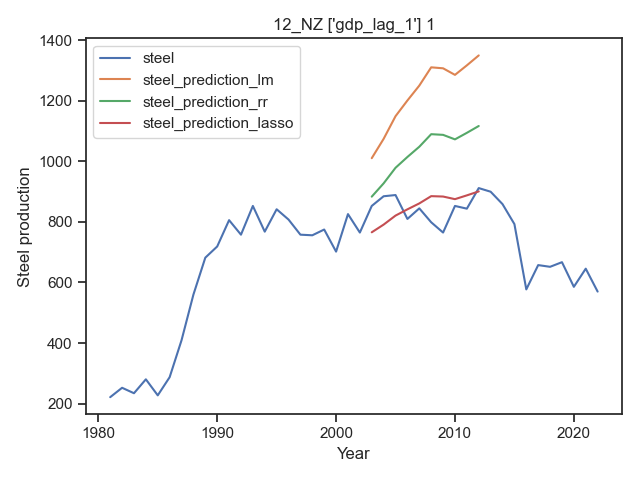 12_NZ ['gdp_lag_1'] 1
steel
steel_prediction_lm
steel_prediction_rr
steel_prediction_lasso
Steel production
1400
1200
1000
800
600
400
200
1980
1990
2000
2010
2020
Year